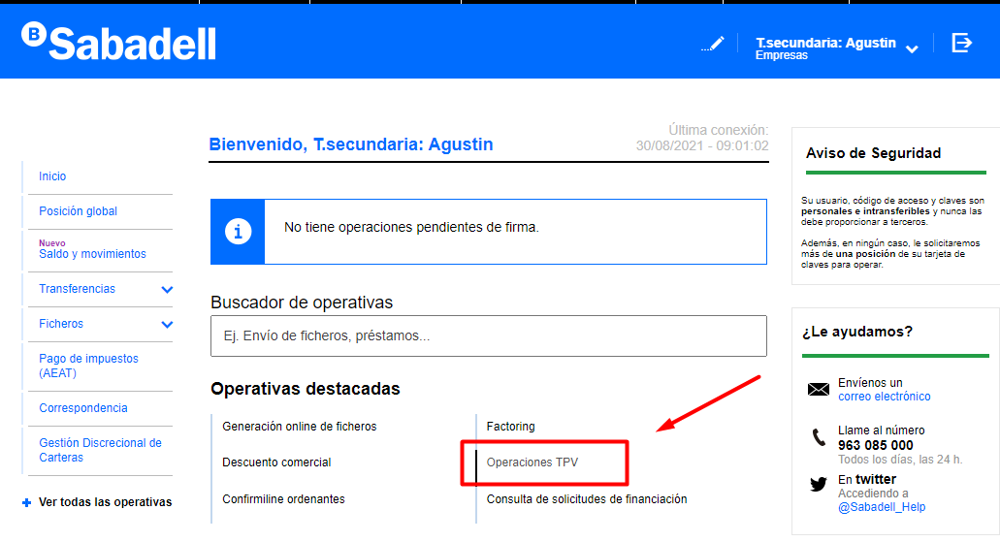 B Sabadell
T.secundaria: Agustin
Empresas
Bienvenido, T.secundaria: Agustin
Última conexión:
30/08/2021 - 09:01:02
Inicio
Posición global
Nuevo
Saldo y movimientos
Transferencias
Ficheros
Pago de impuestos
(AEAT)
Correspondencia
Gestión Discrecional de
Carteras
Ver todas las operativas
No tiene operaciones pendientes de firma.
Buscador de operativas
Ej. Envío de ficheros, préstamos...
Operativas destacadas
Generación online de ficheros
Factoring
Descuento comercial
Operaciones TPV
Confirmiline ordenantes
Consulta de solicitudes de financiación
Aviso de Seguridad
Su usuario, código de acceso y claves son
personales e intransferibles y nunca las
debe proporcionar a terceros.
Además, en ningún caso, le solicitaremos
más de una posición de su tarjeta de
claves para operar.
¿Le ayudamos?
Envíenos un
correo electrónico
Llame al número
963 085 000
Todos los días, las 24 h.
En twitter
Accediendo a
@Sabadell_Help